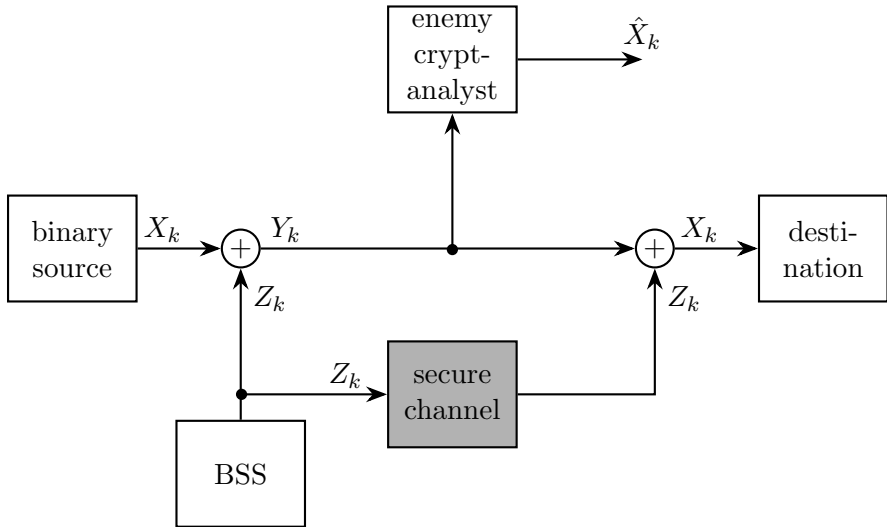 enemy
crypt-
analyst
X̂_k
binary
source
X_k
+
Y_k
+
X_k
desti-
nation
Z_k
Z_k
Z_k
secure
channel
BSS